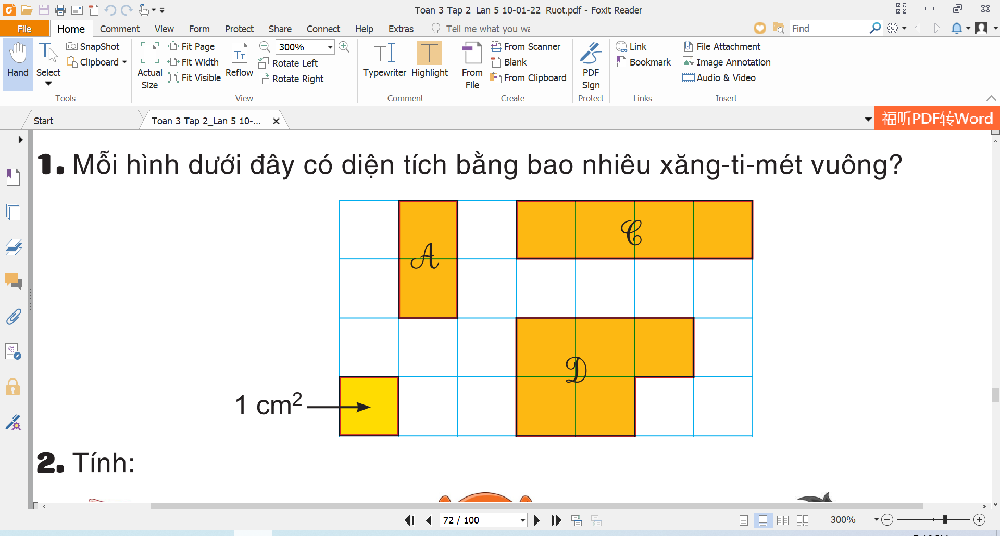 Toan 3 Tap 2_Lan 5 10-01-22_Ruot.pdf - Foxit Reader
File Home Comment View Form Protect Share Connect Help Extras Tell me what you wa Find
Hand
Select
SnapShot
Clipboard
Tools
Actual
Size
Fit Page
Fit Width
Fit Visible
Reflow
300%
Rotate Left
Rotate Right
View
Typewriter
Highlight
Comment
From
File
From Scanner
Blank
From Clipboard
Create
PDF
Sign
Protect
Link
Bookmark
Links
File Attachment
Image Annotation
Audio & Video
Insert
Start
Toan 3 Tap 2_Lan 5 10-...
福昕PDF转Word
1. Mỗi hình dưới đây có diện tích bằng bao nhiêu xăng-ti-mét vuông?
A
C
D
1 cm²
2. Tính:
72 / 100
300%